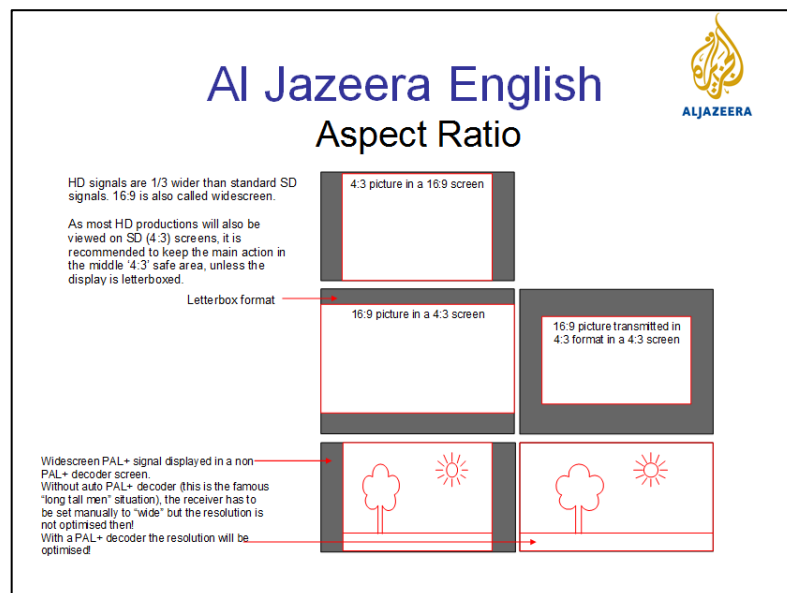 Al Jazeera English
Aspect Ratio
ALJAZEERA
HD signals are 1/3 wider than standard SD
signals. 16:9 is also called widescreen.
As most HD productions will also be
viewed on SD (4:3) screens, it is
recommended to keep the main action in
the middle ‘4:3’ safe area, unless the
display is letterboxed.
4:3 picture in a 16:9 screen
Letterbox format
16:9 picture in a 4:3 screen
16:9 picture transmitted in
4:3 format in a 4:3 screen
Widescreen PAL+ signal displayed in a non
PAL+ decoder screen.
Without auto PAL+ decoder (this is the famous
“long tall men” situation), the receiver has to
be set manually to “wide” but the resolution is
not optimised then!
With a PAL+ decoder the resolution will be
optimised!